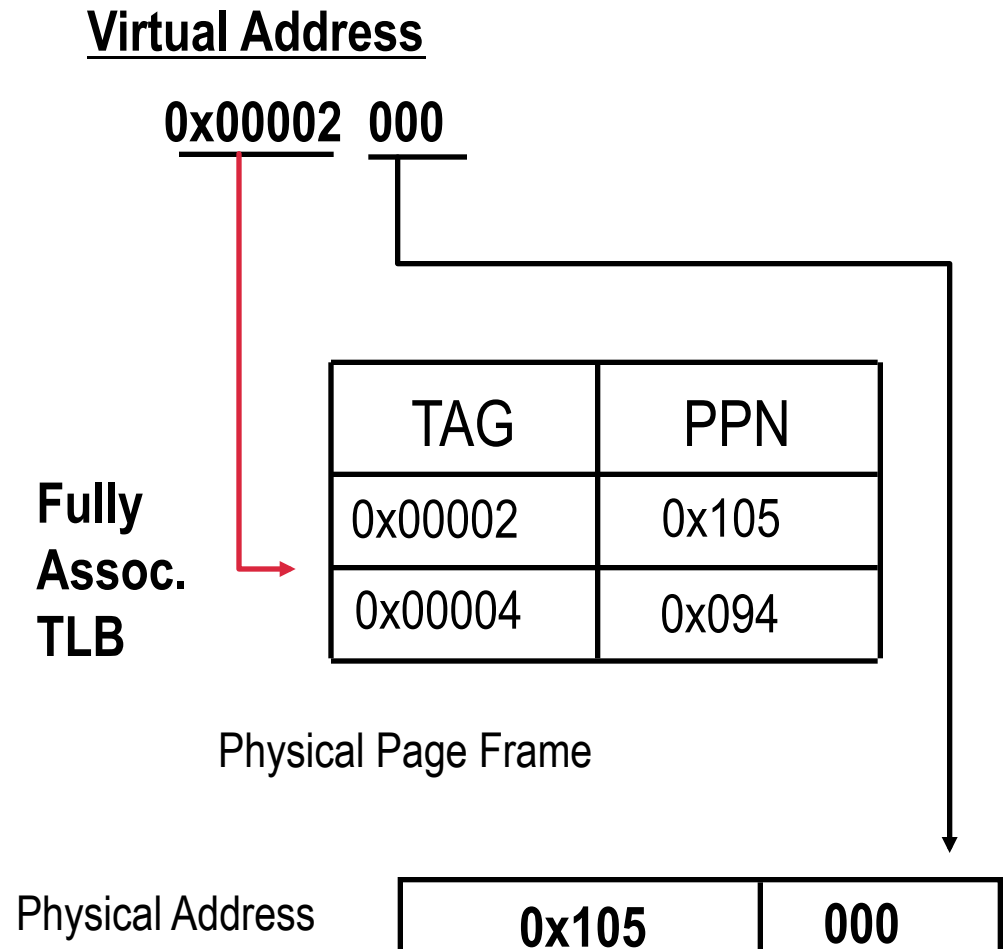 Virtual Address
0x00002 000
TAG PPN
0x00002 0x105
0x00004 0x094
Fully
Assoc.
TLB
Physical Page Frame
Physical Address 0x105 000